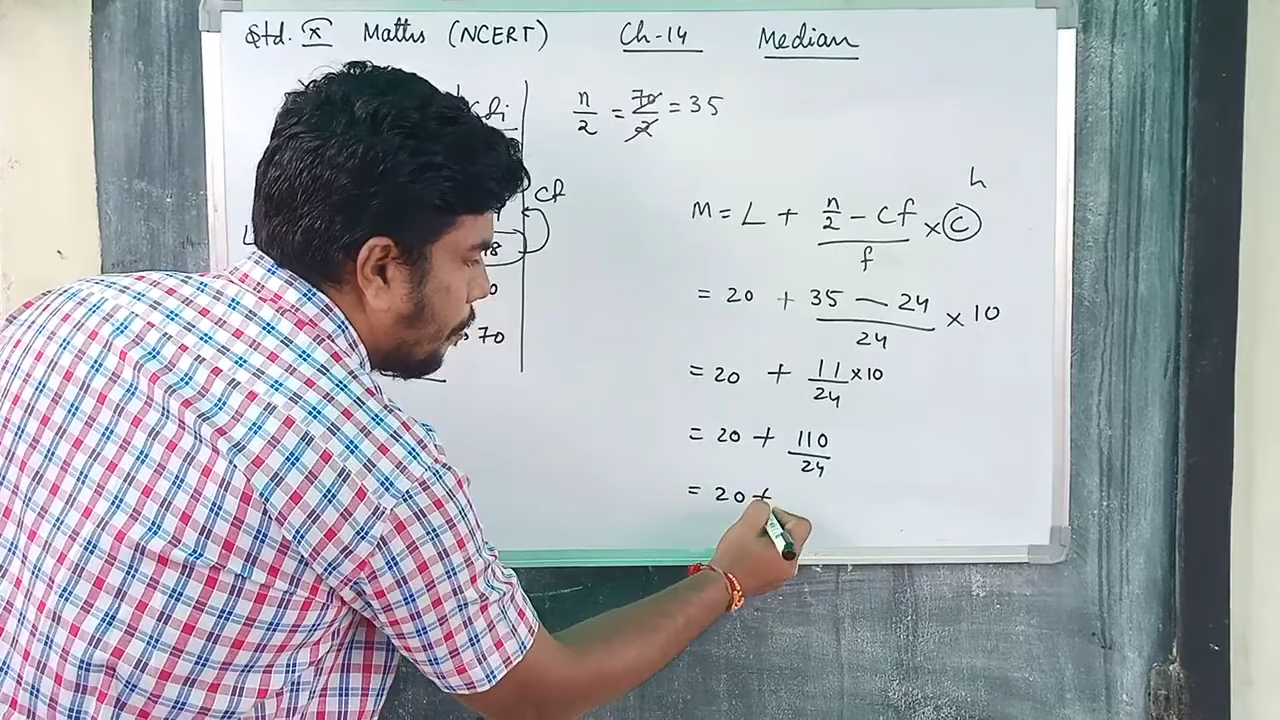 Std. X Maths (NCERT) Ch-14 Median
n/2 = 70/2 = 35
cf
h
M = L + (n/2 - cf)/f × C
= 20 + (35 - 24)/24 × 10
= 20 + 11/24 × 10
= 20 + 110/24
= 20 +
70